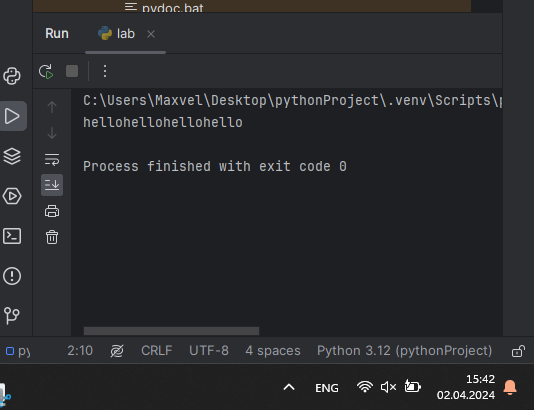 pydoc.bat
Run lab
C:\Users\Maxvel\Desktop\pythonProject\.venv\Scripts\p
hellohellohellohello
Process finished with exit code 0
py 2:10 CRLF UTF-8 4 spaces Python 3.12 (pythonProject)
ENG 15:42
02.04.2024